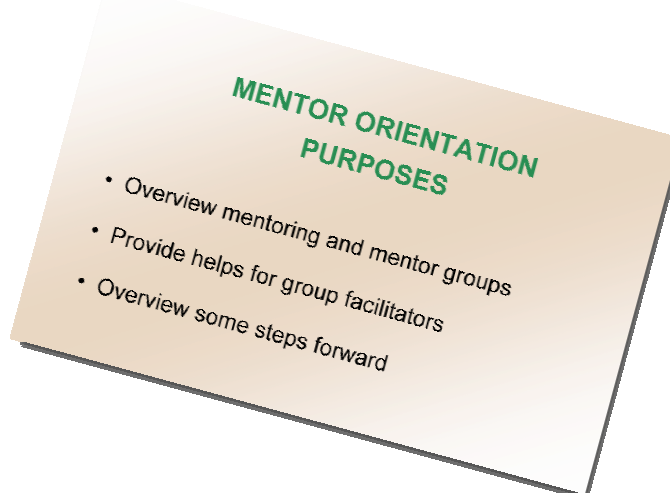 MENTOR ORIENTATION
PURPOSES
• Overview mentoring and mentor groups
• Provide helps for group facilitators
• Overview some steps forward